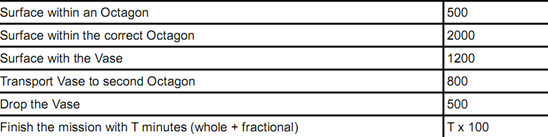 Surface within an Octagon 500
Surface within the correct Octagon 2000
Surface with the Vase 1200
Transport Vase to second Octagon 800
Drop the Vase 500
Finish the mission with T minutes (whole + fractional) T x 100